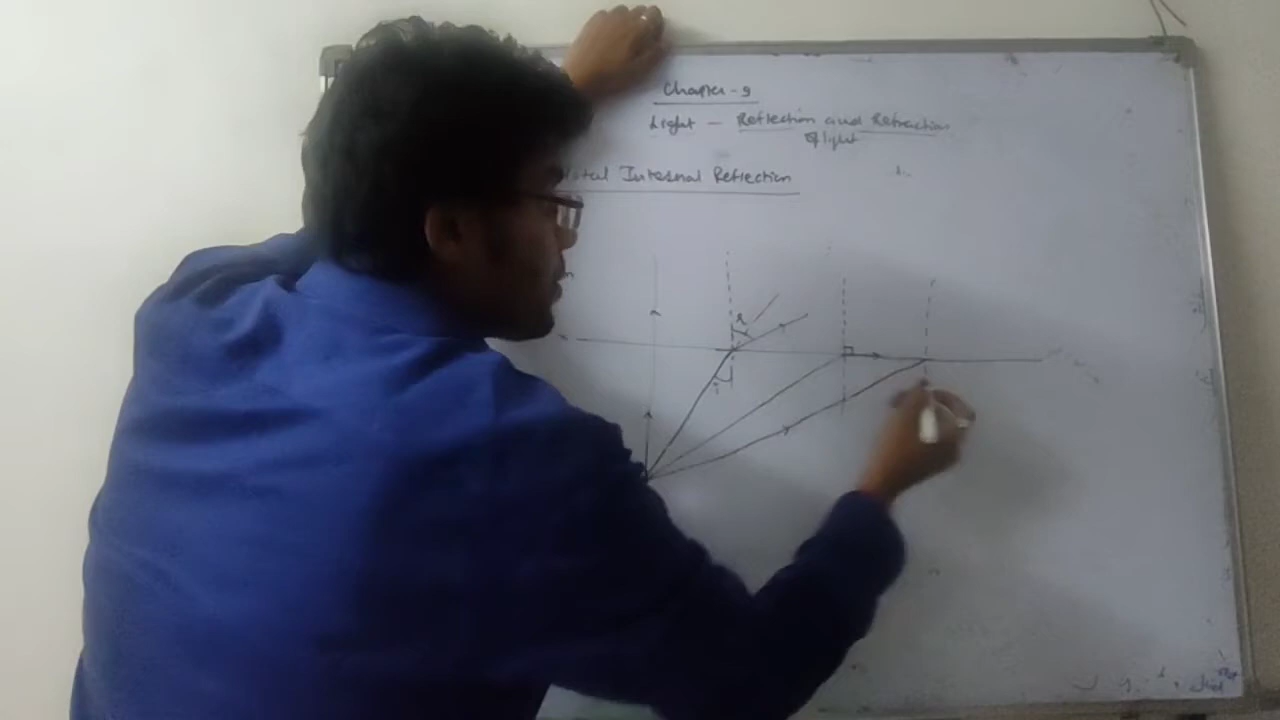 Chapter - 9
Light - Reflection and Refraction
of light
Total Internal Reflection
r
i